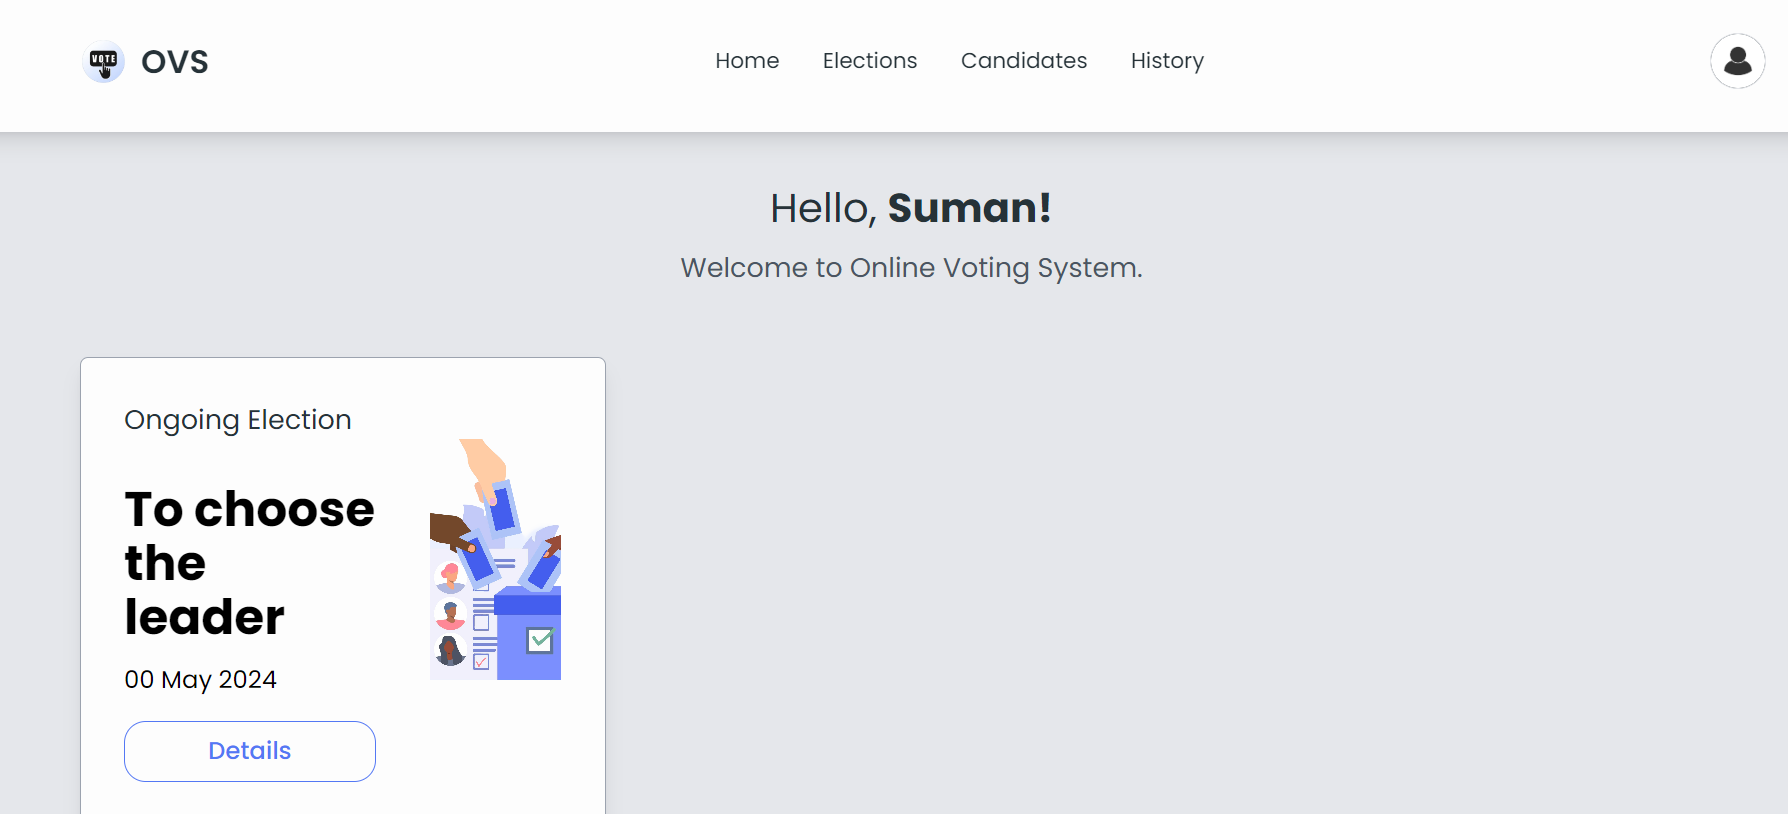 VOTE
OVS
Home Elections Candidates History
Hello, Suman!
Welcome to Online Voting System.
Ongoing Election
To choose
the
leader
00 May 2024
Details